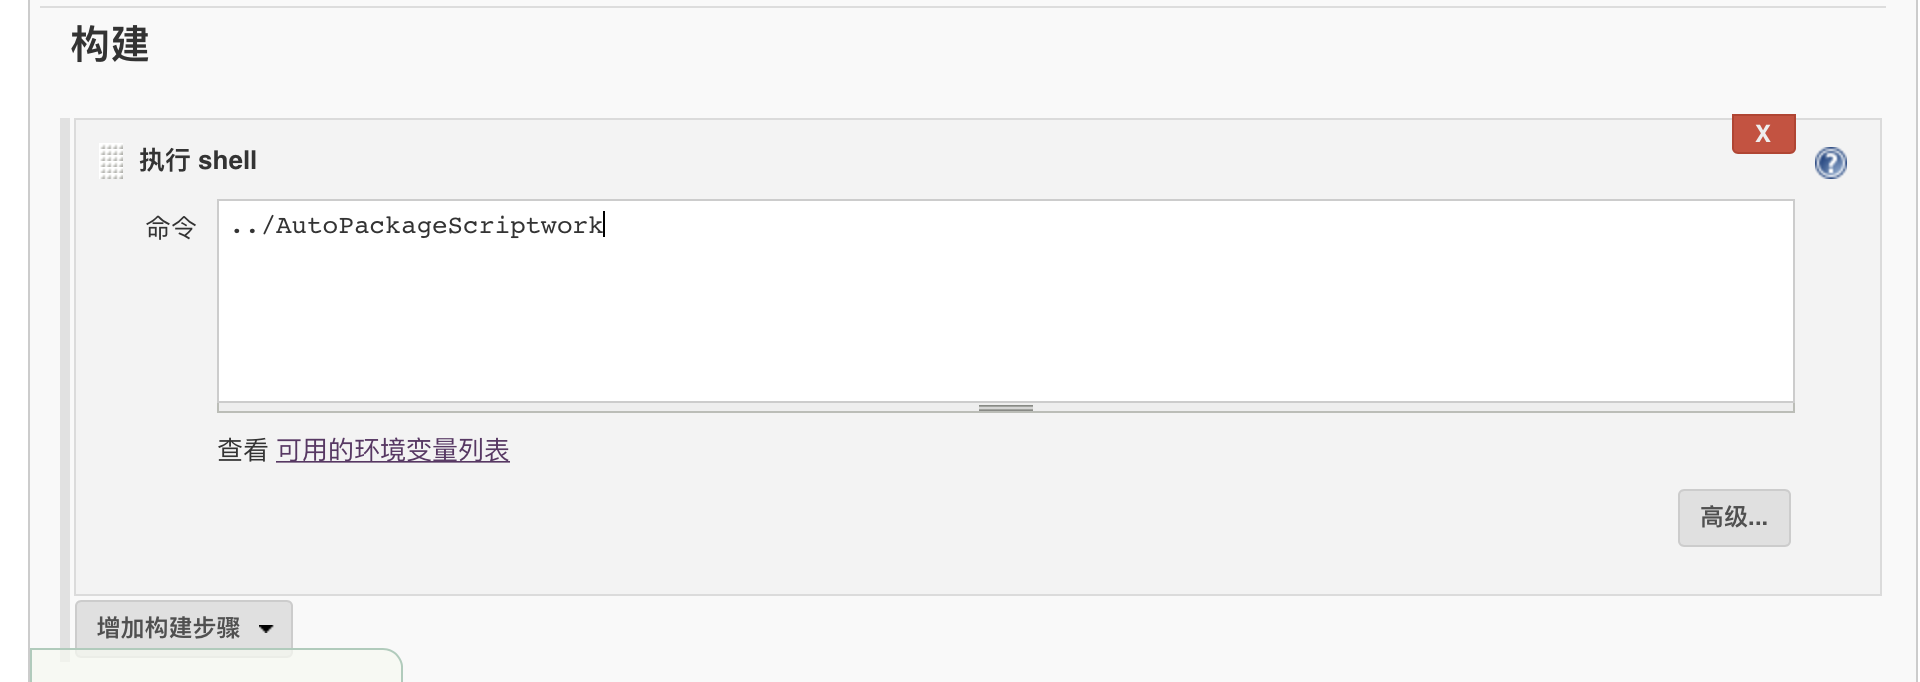 构建
X
执行 shell
命令
../AutoPackageScriptwork
查看 可用的环境变量列表
高级...
增加构建步骤